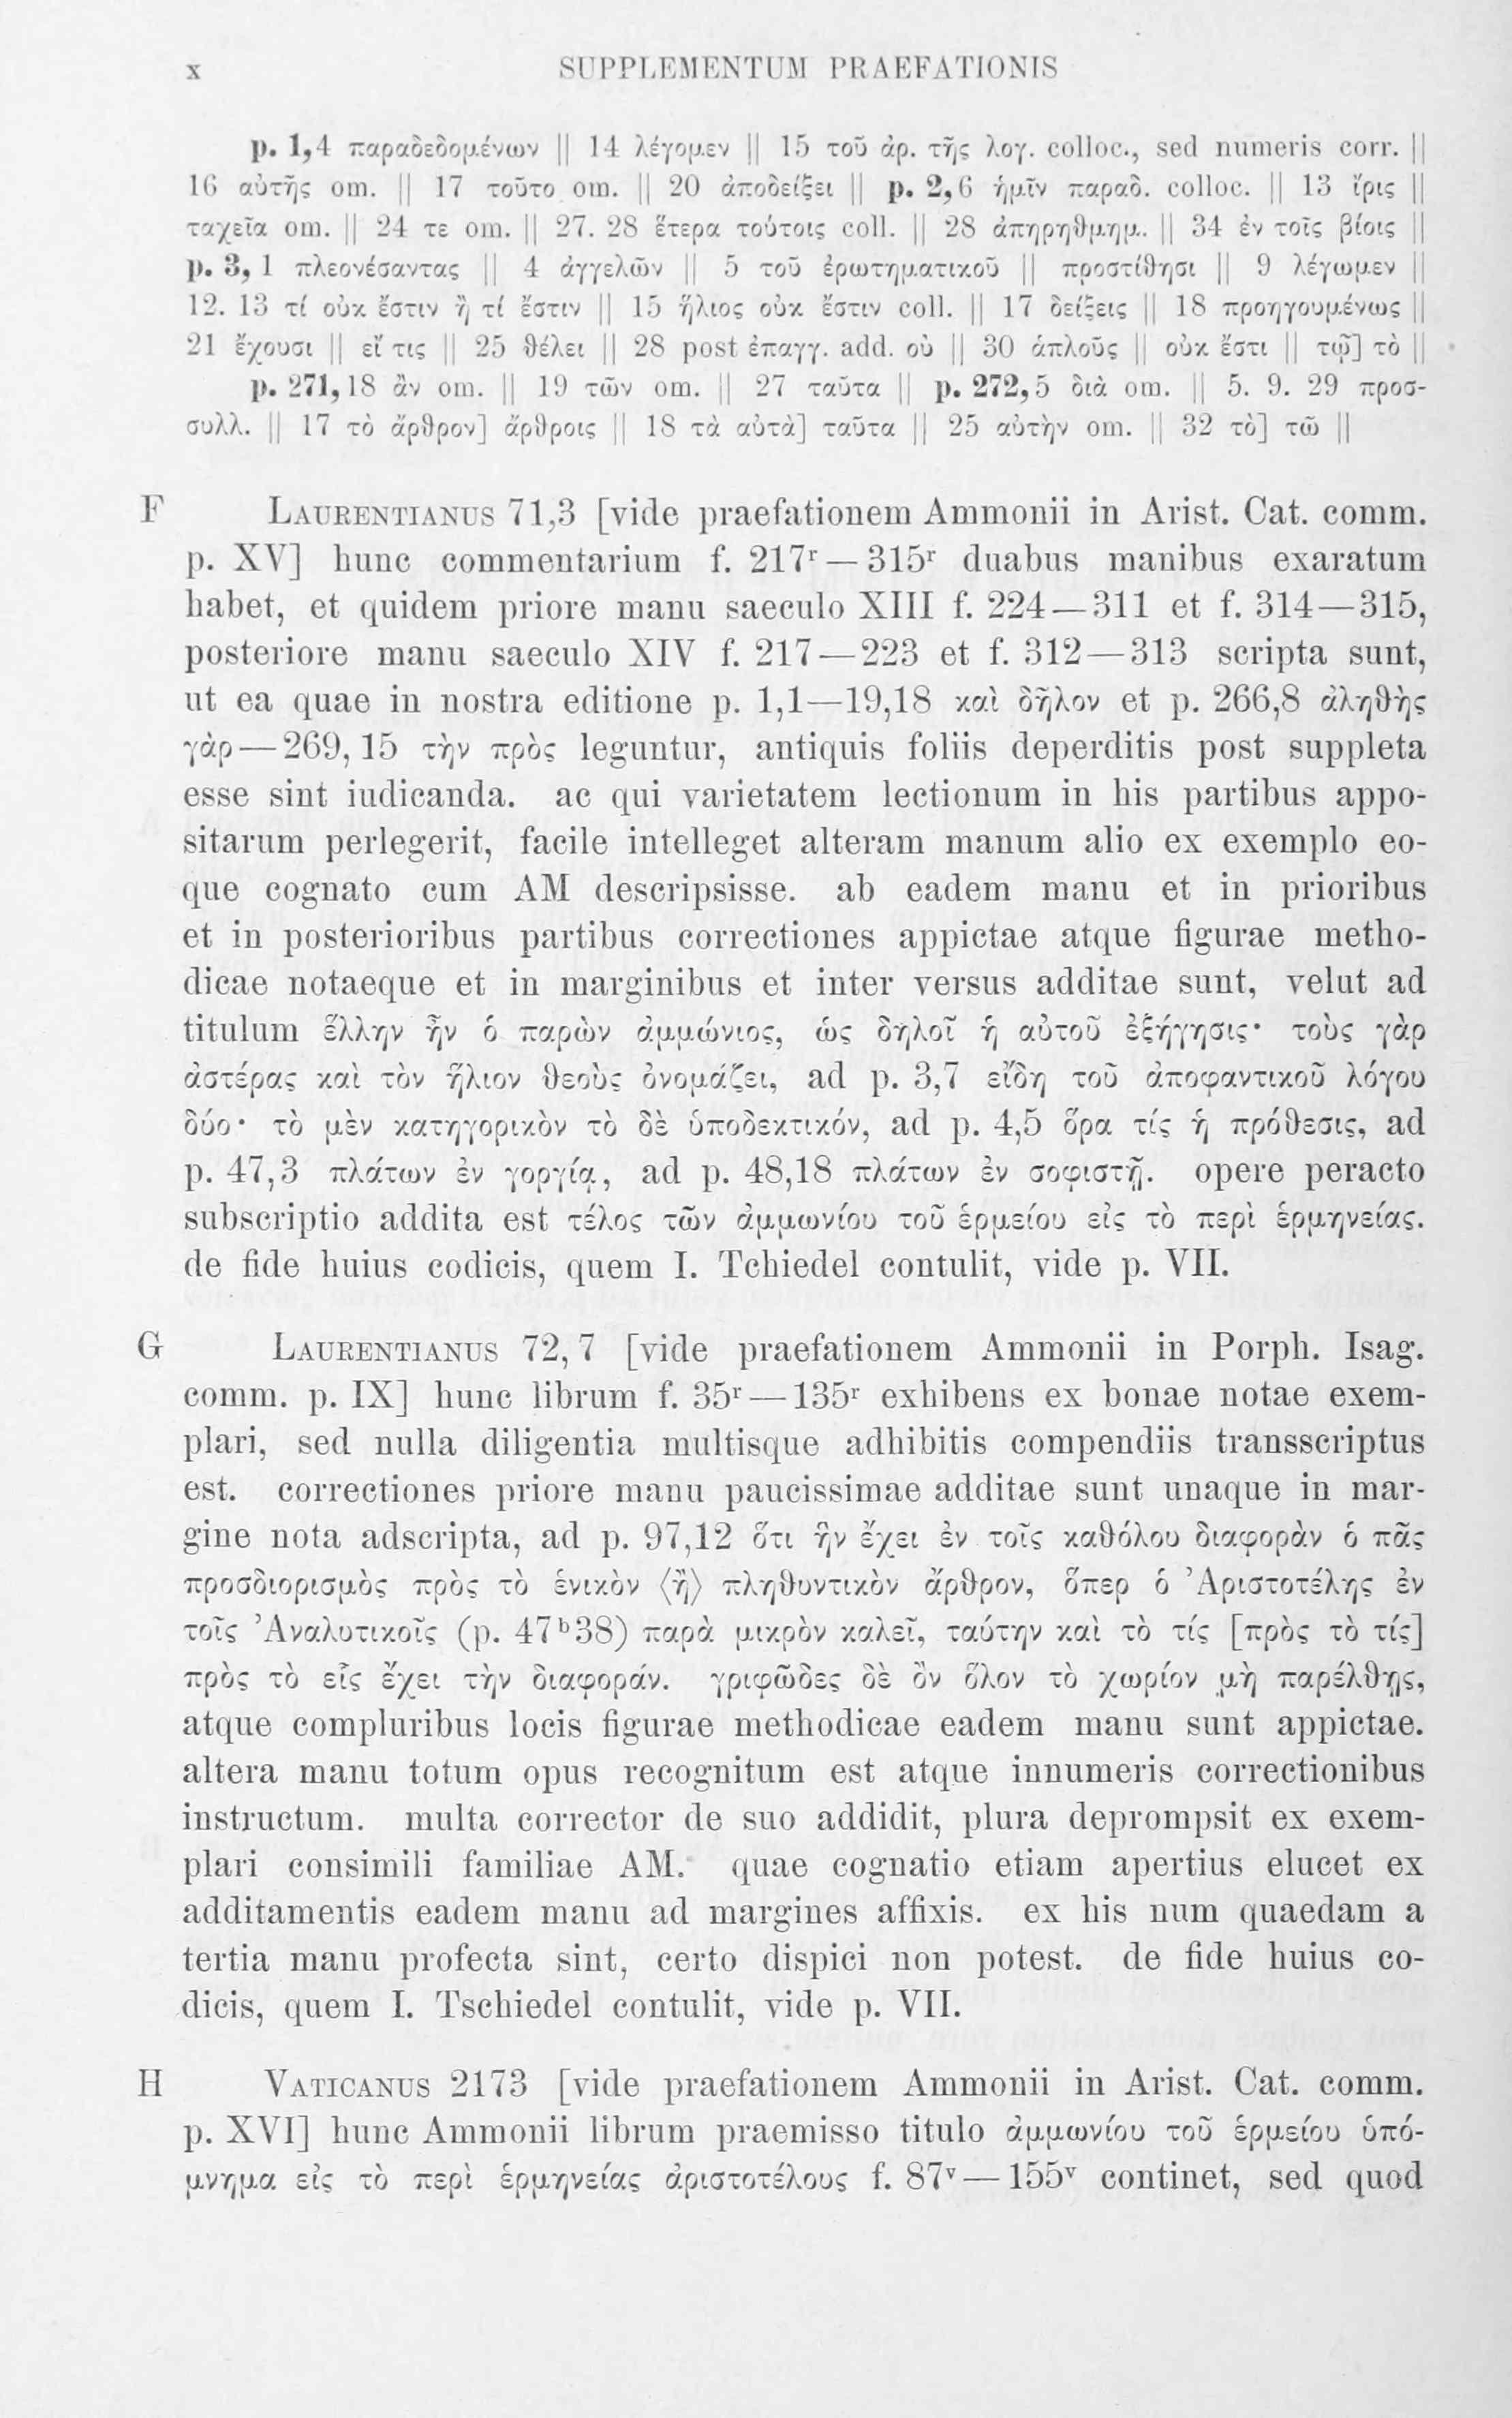 x SUPPLEMENTUM PRAEFATIONIS
p. 1,4 παραδεδομένων || 14 λέγομεν || 15 τοῦ ἀρ. τῆς λογ. colloc., sed numeris corr. ||
16 αὐτῆς om. || 17 τοῦτο om. || 20 ἀποδείξει || p. 2,6 ἡμῖν παραδ. colloc. || 13 ἴρις ||
ταχεῖα om. || 24 τε om. || 27. 28 ἕτερα τούτοις coll. || 28 ἀπηρηθμημ. || 34 ἐν τοῖς βίοις ||
p. 3, 1 πλεονέσαντας || 4 ἀγγελῶν || 5 τοῦ ἐρωτηματικοῦ || προστίθησι || 9 λέγωμεν ||
12. 13 τί οὐκ ἔστιν ἢ τί ἔστιν || 15 ἥλιος οὐκ ἔστιν coll. || 17 δείξεις || 18 προηγουμένως ||
21 ἔχουσι || εἴ τις || 25 θέλει || 28 post ἐπαγγ. add. οὐ || 30 ἁπλοῦς || οὐκ ἔστι || τῷ] τὸ ||
p. 271,18 ἂν om. || 19 τῶν om. || 27 ταῦτα || p. 272,5 διὰ om. || 5. 9. 29 προσ-
συλλ. || 17 τὸ ἄρθρον] ἄρθροις || 18 τὰ αὐτὰ] ταῦτα || 25 αὐτὴν om. || 32 τὸ] τῶ ||
F LAURENTIANUS 71,3 [vide praefationem Ammonii in Arist. Cat. comm.
p. XV] hunc commentarium f. 217ʳ — 315ʳ duabus manibus exaratum
habet, et quidem priore manu saeculo XIII f. 224 — 311 et f. 314 — 315,
posteriore manu saeculo XIV f. 217 — 223 et f. 312 — 313 scripta sunt,
ut ea quae in nostra editione p. 1,1—19,18 καὶ δῆλον et p. 266,8 ἀληθὴς
γὰρ — 269, 15 τὴν πρὸς leguntur, antiquis foliis deperditis post suppleta
esse sint iudicanda. ac qui varietatem lectionum in his partibus appo-
sitarum perlegerit, facile intelleget alteram manum alio ex exemplo eo-
que cognato cum AM descripsisse. ab eadem manu et in prioribus
et in posterioribus partibus correctiones appictae atque figurae metho-
dicae notaeque et in marginibus et inter versus additae sunt, velut ad
titulum ἕλλην ἦν ὁ παρὼν ἀμμώνιος, ὡς δηλοῖ ἡ αὐτοῦ ἐξήγησις· τοὺς γὰρ
ἀστέρας καὶ τὸν ἥλιον θεοὺς ὀνομάζει, ad p. 3,7 εἴδη τοῦ ἀποφαντικοῦ λόγου
δύο· τὸ μὲν κατηγορικὸν τὸ δὲ ὑποδεκτικόν, ad p. 4,5 ὅρα τίς ἡ πρόθεσις, ad
p. 47,3 πλάτων ἐν γοργίᾳ, ad p. 48,18 πλάτων ἐν σοφιστῇ. opere peracto
subscriptio addita est τέλος τῶν ἀμμωνίου τοῦ ἑρμείου εἰς τὸ περὶ ἑρμηνείας.
de fide huius codicis, quem I. Tchiedel contulit, vide p. VII.
G LAURENTIANUS 72, 7 [vide praefationem Ammonii in Porph. Isag.
comm. p. IX] hunc librum f. 35ʳ — 135ʳ exhibens ex bonae notae exem-
plari, sed nulla diligentia multisque adhibitis compendiis transscriptus
est. correctiones priore manu paucissimae additae sunt unaque in mar-
gine nota adscripta, ad p. 97,12 ὅτι ἣν ἔχει ἐν τοῖς καθόλου διαφορὰν ὁ πᾶς
προσδιορισμὸς πρὸς τὸ ἑνικὸν ⟨ἢ⟩ πληθυντικὸν ἄρθρον, ὅπερ ὁ Ἀριστοτέλης ἐν
τοῖς Ἀναλυτικοῖς (p. 47ᵇ38) παρὰ μικρὸν καλεῖ, ταύτην καὶ τὸ τίς [πρὸς τὸ τίς]
πρὸς τὸ εἷς ἔχει τὴν διαφοράν. γριφῶδες δὲ ὂν ὅλον τὸ χωρίον μὴ παρέλθῃς,
atque compluribus locis figurae methodicae eadem manu sunt appictae.
altera manu totum opus recognitum est atque innumeris correctionibus
instructum. multa corrector de suo addidit, plura deprompsit ex exem-
plari consimili familiae AM. quae cognatio etiam apertius elucet ex
additamentis eadem manu ad margines affixis. ex his num quaedam a
tertia manu profecta sint, certo dispici non potest. de fide huius co-
dicis, quem I. Tschiedel contulit, vide p. VII.
H VATICANUS 2173 [vide praefationem Ammonii in Arist. Cat. comm.
p. XVI] hunc Ammonii librum praemisso titulo ἀμμωνίου τοῦ ἑρμείου ὑπό-
μνημα εἰς τὸ περὶ ἑρμηνείας ἀριστοτέλους f. 87ᵛ — 155ᵛ continet, sed quod